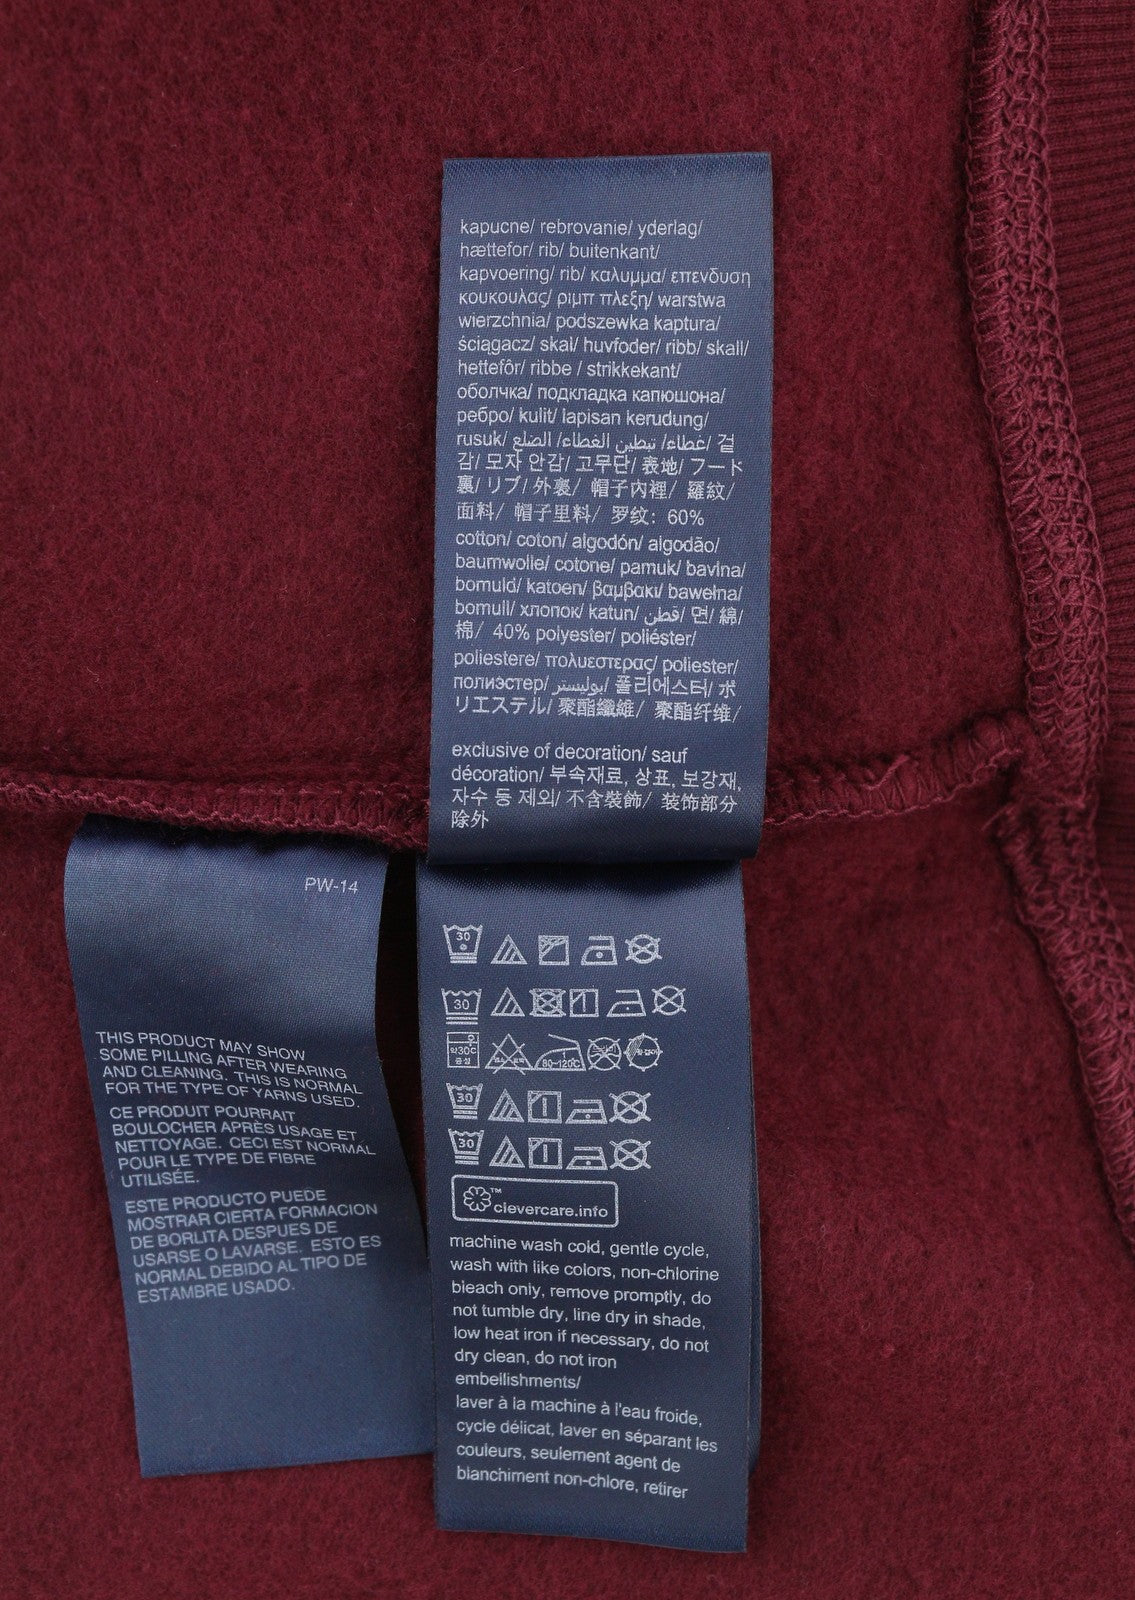 kapucne/ rebrovanie/ yderlag/
hættefor/ rib/ buitenkant/
kapvoering/ rib/ καλυμμα/ επενδυση
κουκουλας/ ριμπ πλεξη/ warstwa
wierzchnia/ podszewka kaptura/
ściągacz/ skal/ huvfoder/ ribb/ skall/
hettefôr/ ribbe / strikkekant/
оболчка/ подкладка капюшона/
ребро/ kulit/ lapisan kerudung/
rusuk/ غطاء/ تبطين الغطاء/ الضلع/ 겉
감/ 모자 안감/ 고무단/ 表地/ フード
裏/ リブ/ 外裏/ 帽子內裡/ 羅紋/
面料/ 帽子里料/ 罗纹: 60%
cotton/ coton/ algodón/ algodão/
baumwolle/ cotone/ pamuk/ bavlna/
bomuld/ katoen/ βαμβακι/ bawełna/
bomull/ хлопок/ katun/ قطن/ 면/ 綿/
棉/ 40% polyester/ poliéster/
poliestere/ πολυεστερας/ poliester/
полиэстер/ بوليستر/ 폴리에스터/ ポ
リエステル/ 聚酯纖維/ 聚酯纤维/
exclusive of decoration/ sauf
décoration/ 부속재료, 상표, 보강재,
자수 등 제외/ 不含裝飾/ 装饰部分
除外
PW-14
THIS PRODUCT MAY SHOW
SOME PILLING AFTER WEARING
AND CLEANING. THIS IS NORMAL
FOR THE TYPE OF YARNS USED.
CE PRODUIT POURRAIT
BOULOCHER APRÈS USAGE ET
NETTOYAGE. CECI EST NORMAL
POUR LE TYPE DE FIBRE
UTILISÉE.
ESTE PRODUCTO PUEDE
MOSTRAR CIERTA FORMACION
DE BORLITA DESPUES DE
USARSE O LAVARSE. ESTO ES
NORMAL DEBIDO AL TIPO DE
ESTAMBRE USADO.
30
30
약30℃ 중성 80~120℃
30
30
™ clevercare.info
machine wash cold, gentle cycle,
wash with like colors, non-chlorine
bleach only, remove promptly, do
not tumble dry, line dry in shade,
low heat iron if necessary, do not
dry clean, do not iron
embellishments/
laver à la machine à l'eau froide,
cycle délicat, laver en séparant les
couleurs, seulement agent de
blanchiment non-chlore, retirer